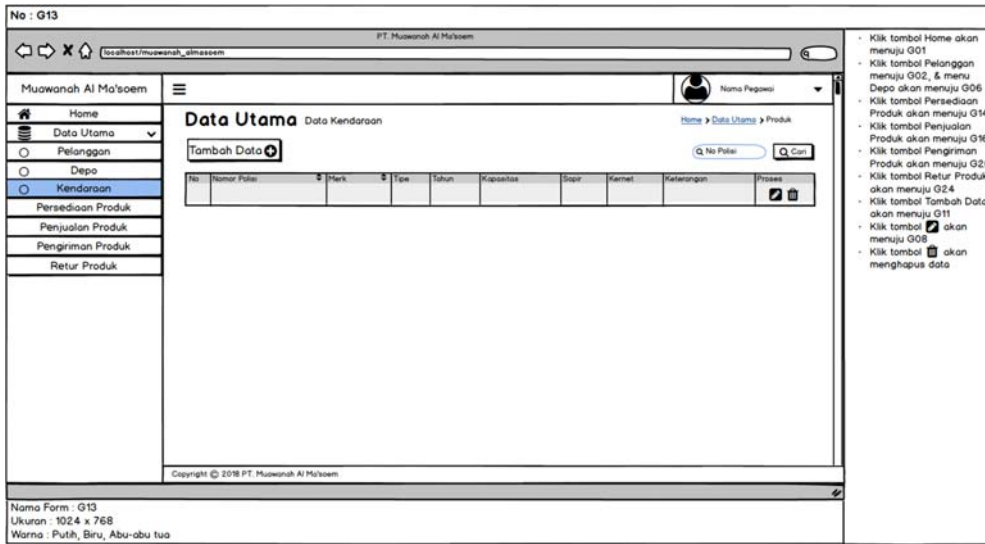 No : G13
PT. Muawanah Al Ma'soem
localhost/muawanah_almasoem
Muawanah Al Ma'soem
Nama Pegawai
Home
Data Utama
Pelanggan
Depo
Kendaraan
Persediaan Produk
Penjualan Produk
Pengiriman Produk
Retur Produk
Data Utama Data Kendaraan
Home > Data Utama > Produk
Tambah Data
No Polisi
Cari
No Nomor Polisi Merk Tipe Tahun Kapasitas Sopir Kernet Keterangan Proses
Copyright © 2018 PT. Muawanah Al Ma'soem
Nama Form : G13
Ukuran : 1024 x 768
Warna : Putih, Biru, Abu-abu tua
- Klik tombol Home akan
menuju G01
- Klik tombol Pelanggan
menuju G02, & menu
Depo akan menuju G06
- Klik tombol Persediaan
Produk akan menuju G14
- Klik tombol Penjualan
Produk akan menuju G16
- Klik tombol Pengiriman
Produk akan menuju
- Klik tombol Retur Produk
akan menuju G24
- Klik tombol Tambah Data
akan menuju G11
- Klik tombol akan
menuju G08
- Klik tombol akan
menghapus data